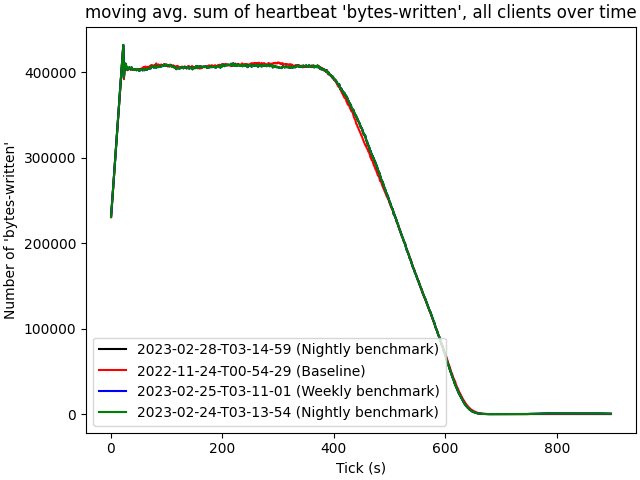 moving avg. sum of heartbeat 'bytes-written', all clients over time
Number of 'bytes-written'
400000
300000
200000
100000
0
2023-02-28-T03-14-59 (Nightly benchmark)
2022-11-24-T00-54-29 (Baseline)
2023-02-25-T03-11-01 (Weekly benchmark)
2023-02-24-T03-13-54 (Nightly benchmark)
0 200 400 600 800
Tick (s)